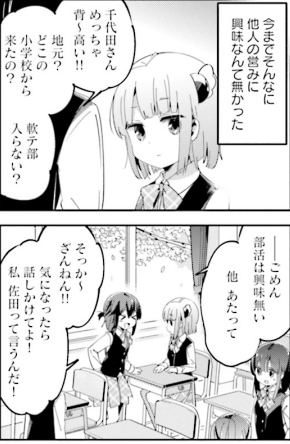 今までそんなに
他人の営みに
興味なんて無かった
千代田さん
めっちゃ
背〜高い!!
地元?
どこの
小学校から
来たの?
軟テ部
入らない?
──ごめん
部活は興味無い
他 あたって
そっか〜
ざんねん!!
気になったら
話しかけてよ!
私 佐田って言うんだ!